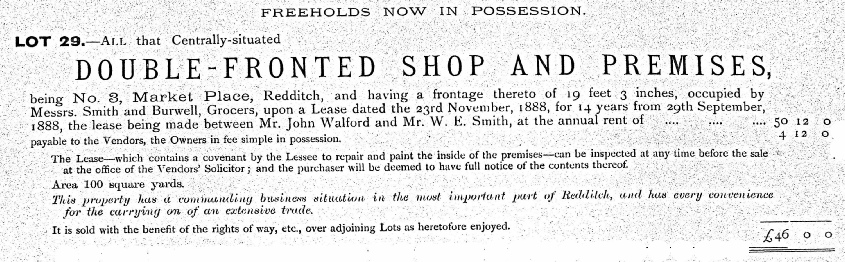 FREEHOLDS NOW IN POSSESSION.
LOT 29.—ALL that Centrally-situated
DOUBLE-FRONTED SHOP AND PREMISES,
being No. 3, Market Place, Redditch, and having a frontage thereto of 19 feet 3 inches, occupied by
Messrs. Smith and Burwell, Grocers, upon a Lease dated the 23rd November, 1888, for 14 years from 29th September,
1888, the lease being made between Mr. John Walford and Mr. W. E. Smith, at the annual rent of .... .... .... 50 12 0
payable to the Vendors, the Owners in fee simple in possession. 4 12 0
The Lease—which contains a covenant by the Lessee to repair and paint the inside of the premises—can be inspected at any time before the sale
at the office of the Vendors' Solicitor; and the purchaser will be deemed to have full notice of the contents thereof.
Area 100 square yards.
This property has a commanding business situation in the most important part of Redditch, and has every convenience
for the carrying on of an extensive trade.
It is sold with the benefit of the rights of way, etc., over adjoining Lots as heretofore enjoyed.
£46 0 0